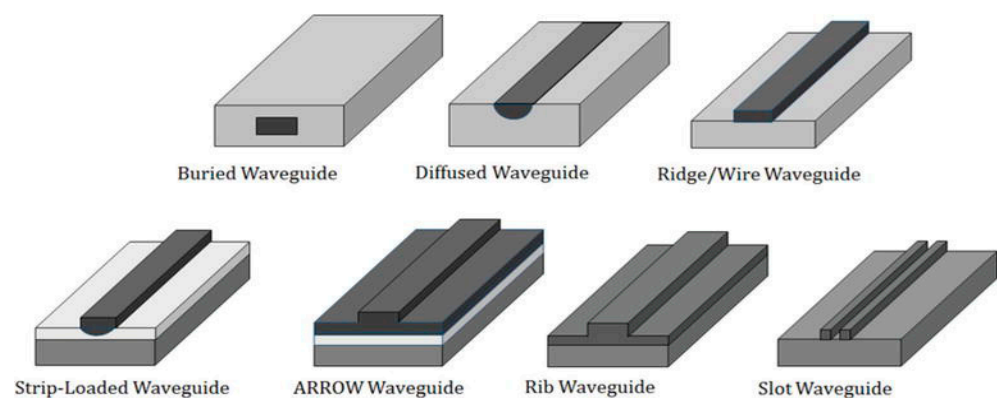 Buried Waveguide
Diffused Waveguide
Ridge/Wire Waveguide
Strip-Loaded Waveguide
ARROW Waveguide
Rib Waveguide
Slot Waveguide